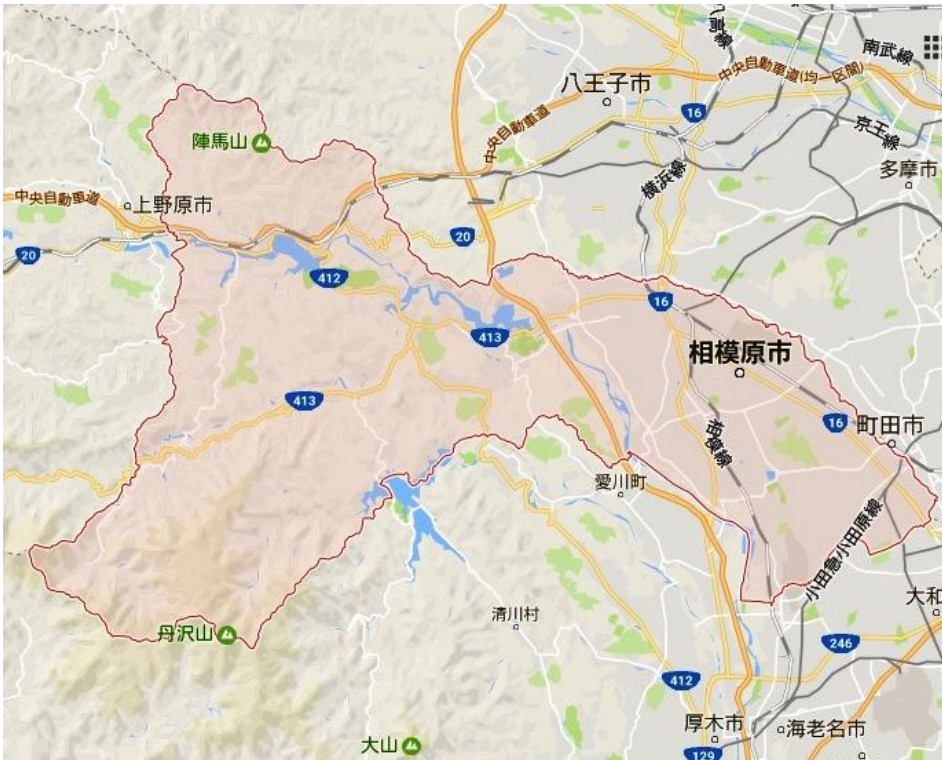 八高線
南武線
中央自動車道(均一区間)
八王子市
16
中央自動車道
京王線
陣馬山
横浜線
多摩市
中央自動車道
上野原市
20
20
412
16
413
相模原市
413
16
町田市
相模線
愛川町
小田急小田原線
大和
清川村
丹沢山
246
412
厚木市
海老名市
大山
129